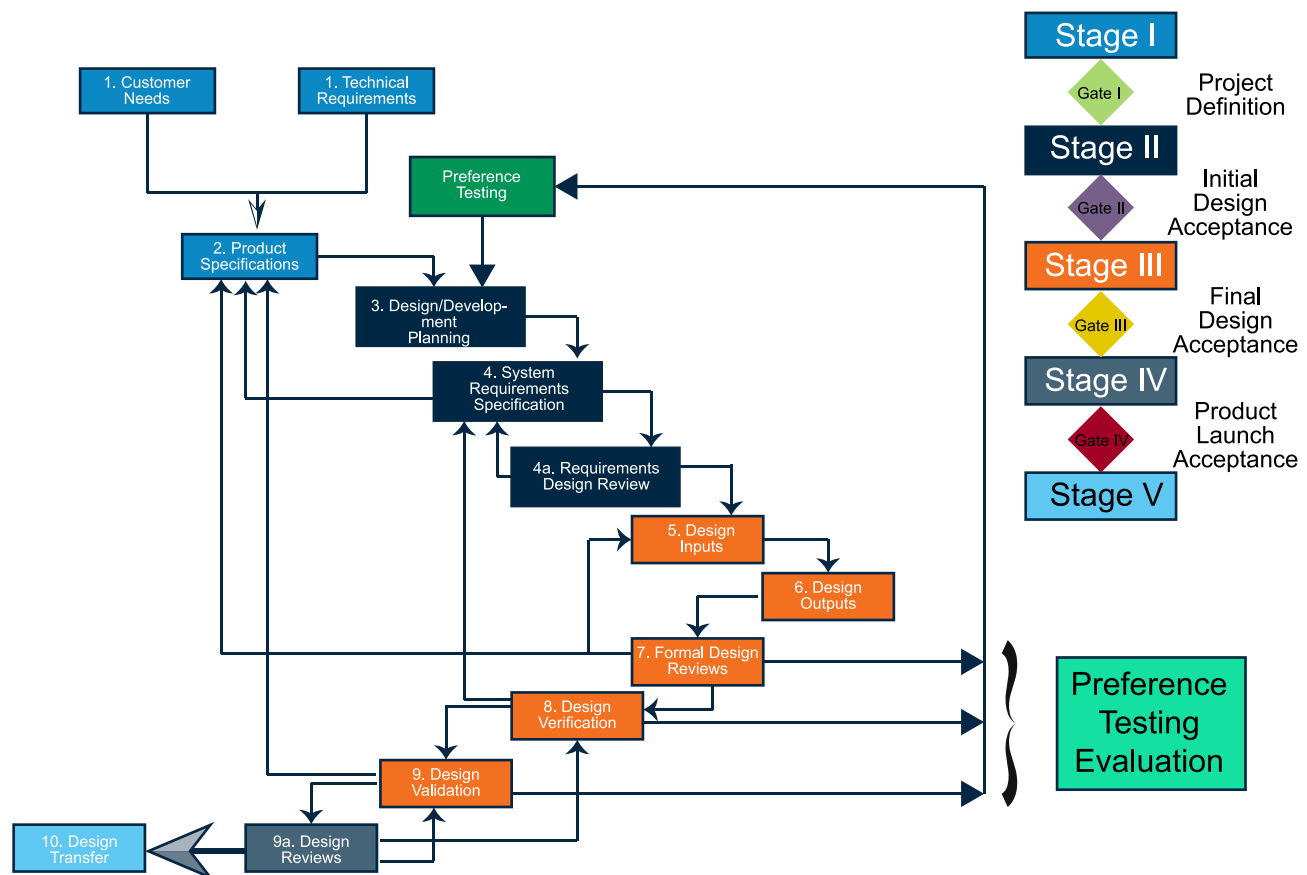 1. Customer
Needs
1. Technical
Requirements
Preference
Testing
2. Product
Specifications
3. Design/Develop-
ment
Planning
4. System
Requirements
Specification
4a. Requirements
Design Review
5. Design
Inputs
6. Design
Outputs
7. Formal Design
Reviews
8. Design
Verification
9. Design
Validation
9a. Design
Reviews
10. Design
Transfer
Stage I
Gate I
Project
Definition
Stage II
Gate II
Initial
Design
Acceptance
Stage III
Gate III
Final
Design
Acceptance
Stage IV
Gate IV
Product
Launch
Acceptance
Stage V
Preference
Testing
Evaluation